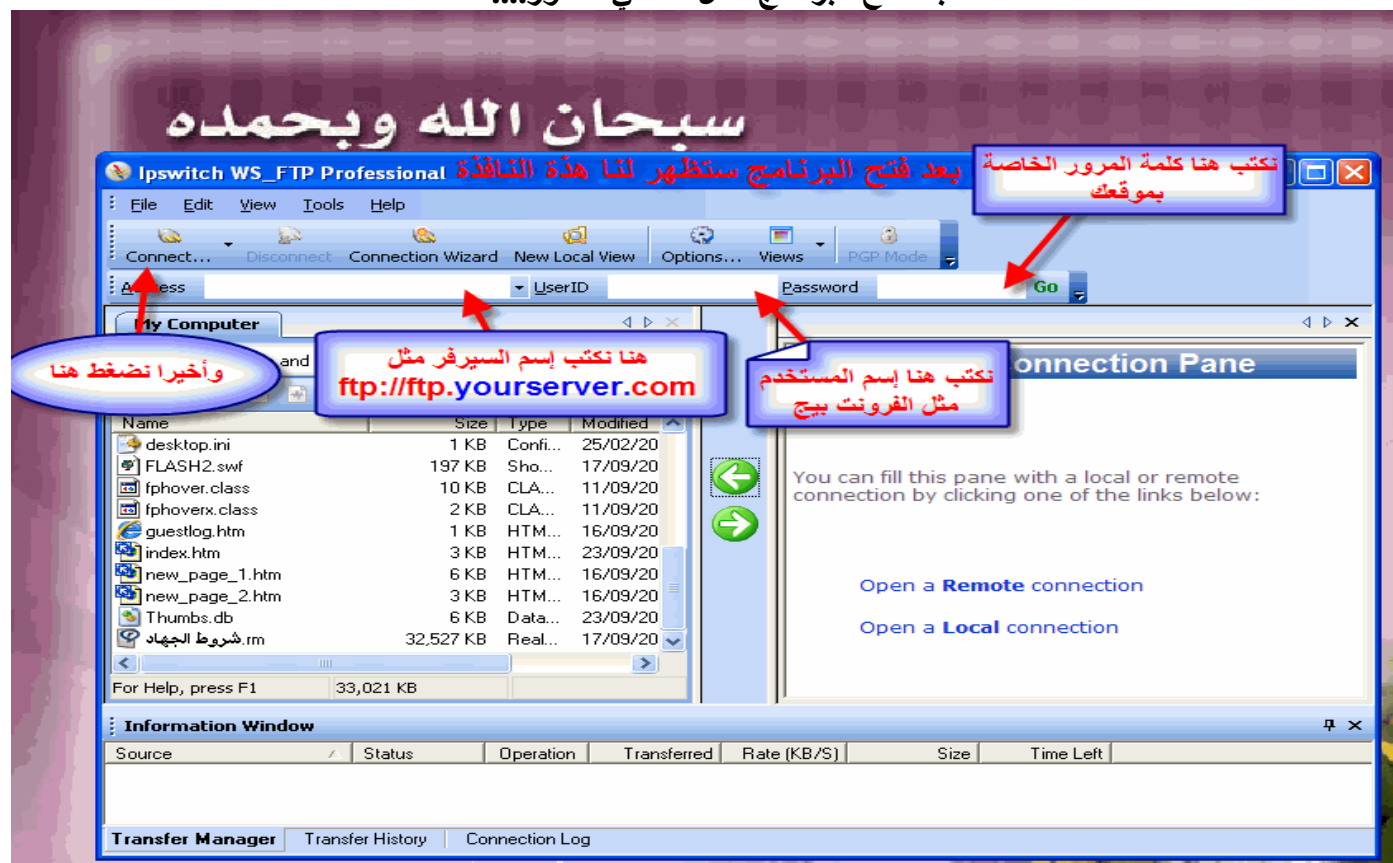 سبحان الله وبحمده
Ipswitch WS_FTP Professional
بعد فتح البرنامج ستظهر لنا هذة النافذة
نكتب هنا كلمة المرور الخاصة
بموقعك
File Edit View Tools Help
Connect... Disconnect Connection Wizard New Local View Options... Views PGP Mode
Address UserID Password Go
My Computer
and
هنا نكتب إسم السيرفر مثل
ftp://ftp.yourserver.com
نكتب هنا إسم المستخدم
مثل الفرونت بيج
وأخيرا نضغط هنا
onnection Pane
Name Size Type Modified
desktop.ini 1 KB Confi... 25/02/20
FLASH2.swf 197 KB Sho... 17/09/20
fphover.class 10 KB CLA... 11/09/20
fphoverx.class 2 KB CLA... 11/09/20
guestlog.htm 1 KB HTM... 16/09/20
index.htm 3 KB HTM... 23/09/20
new_page_1.htm 6 KB HTM... 16/09/20
new_page_2.htm 3 KB HTM... 16/09/20
Thumbs.db 6 KB Data... 23/09/20
شروط الجهاد.rm 32,527 KB Real... 17/09/20
For Help, press F1 33,021 KB
You can fill this pane with a local or remote
connection by clicking one of the links below:
Open a Remote connection
Open a Local connection
Information Window
Source Status Operation Transferred Rate (KB/S) Size Time Left
Transfer Manager Transfer History Connection Log